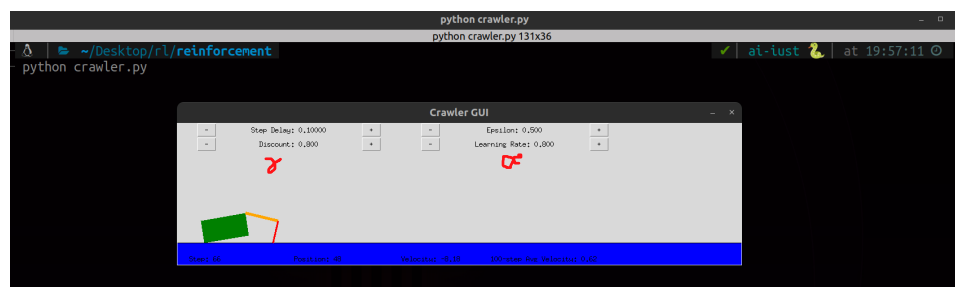 python crawler.py
python crawler.py 131x36
~/Desktop/rl/reinforcement ai-iust at 19:57:11
python crawler.py
Crawler GUI
- Step Delay: 0.10000 + - Epsilon: 0.500 +
- Discount: 0.800 + - Learning Rate: 0.800 +
γ